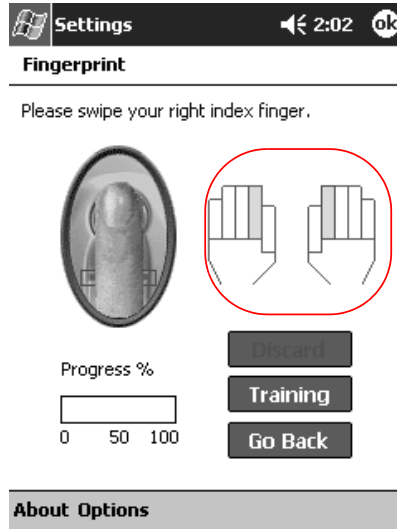 Settings 2:02 ok
Fingerprint
Please swipe your right index finger.
Discard
Progress %
Training
0 50 100
Go Back
About Options